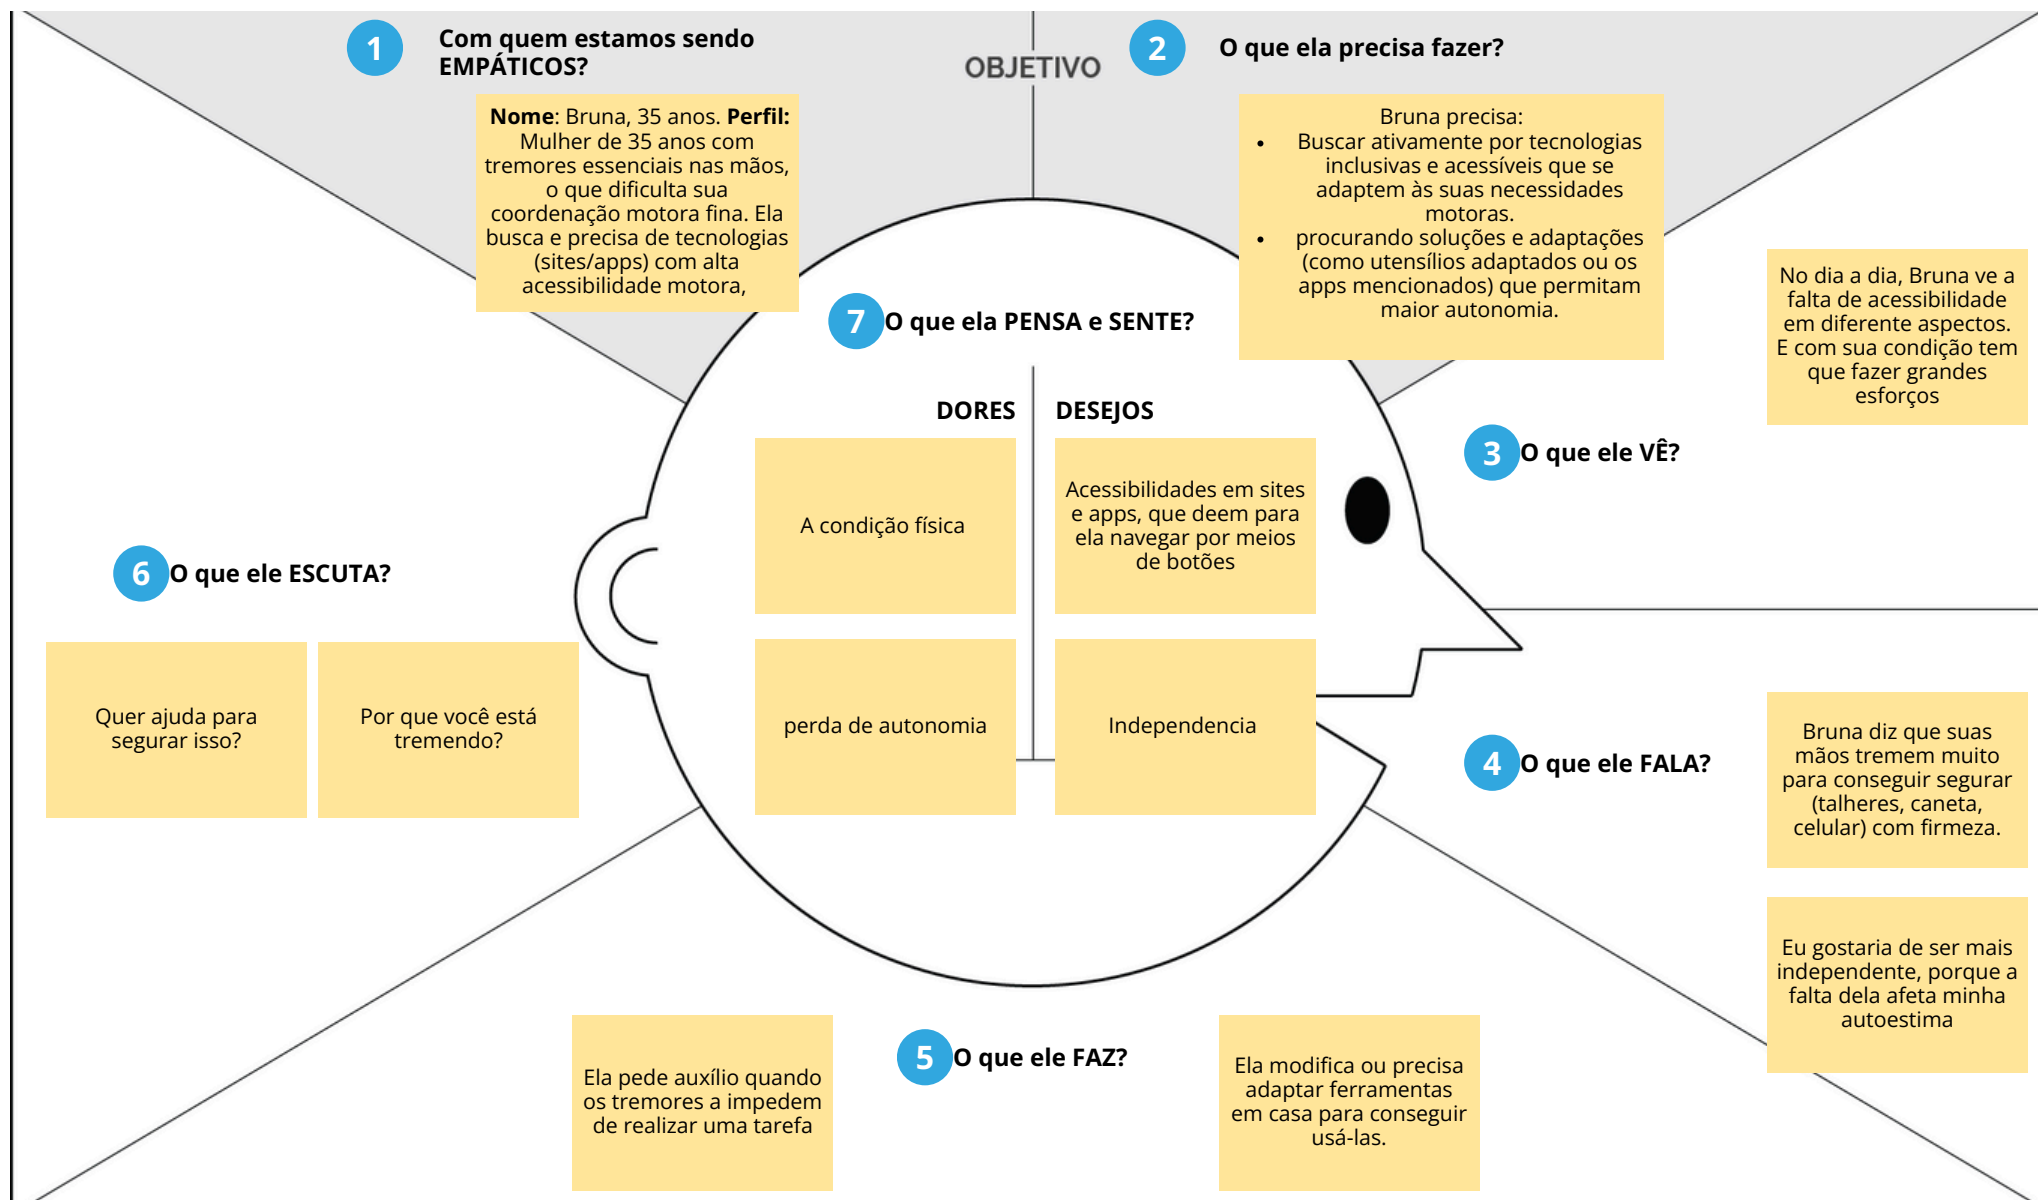 1
Com quem estamos sendo
EMPÁTICOS?
OBJETIVO
2
O que ela precisa fazer?
Nome: Bruna, 35 anos. Perfil:
Mulher de 35 anos com
tremores essenciais nas mãos,
o que dificulta sua
coordenação motora fina. Ela
busca e precisa de tecnologias
(sites/apps) com alta
acessibilidade motora,
Bruna precisa:
• Buscar ativamente por tecnologias
inclusivas e acessíveis que se
adaptem às suas necessidades
motoras.
• procurando soluções e adaptações
(como utensílios adaptados ou os
apps mencionados) que permitam
maior autonomia.
No dia a dia, Bruna ve a
falta de acessibilidade
em diferente aspectos.
E com sua condição tem
que fazer grandes
esforços
3
O que ele VÊ?
7
O que ela PENSA e SENTE?
DORES
DESEJOS
A condição física
Acessibilidades em sites
e apps, que deem para
ela navegar por meios
de botões
perda de autonomia
Independencia
6
O que ele ESCUTA?
Quer ajuda para
segurar isso?
Por que você está
tremendo?
4
O que ele FALA?
Bruna diz que suas
mãos tremem muito
para conseguir segurar
(talheres, caneta,
celular) com firmeza.
Eu gostaria de ser mais
independente, porque a
falta dela afeta minha
autoestima
5
O que ele FAZ?
Ela pede auxílio quando
os tremores a impedem
de realizar uma tarefa
Ela modifica ou precisa
adaptar ferramentas
em casa para conseguir
usá-las.